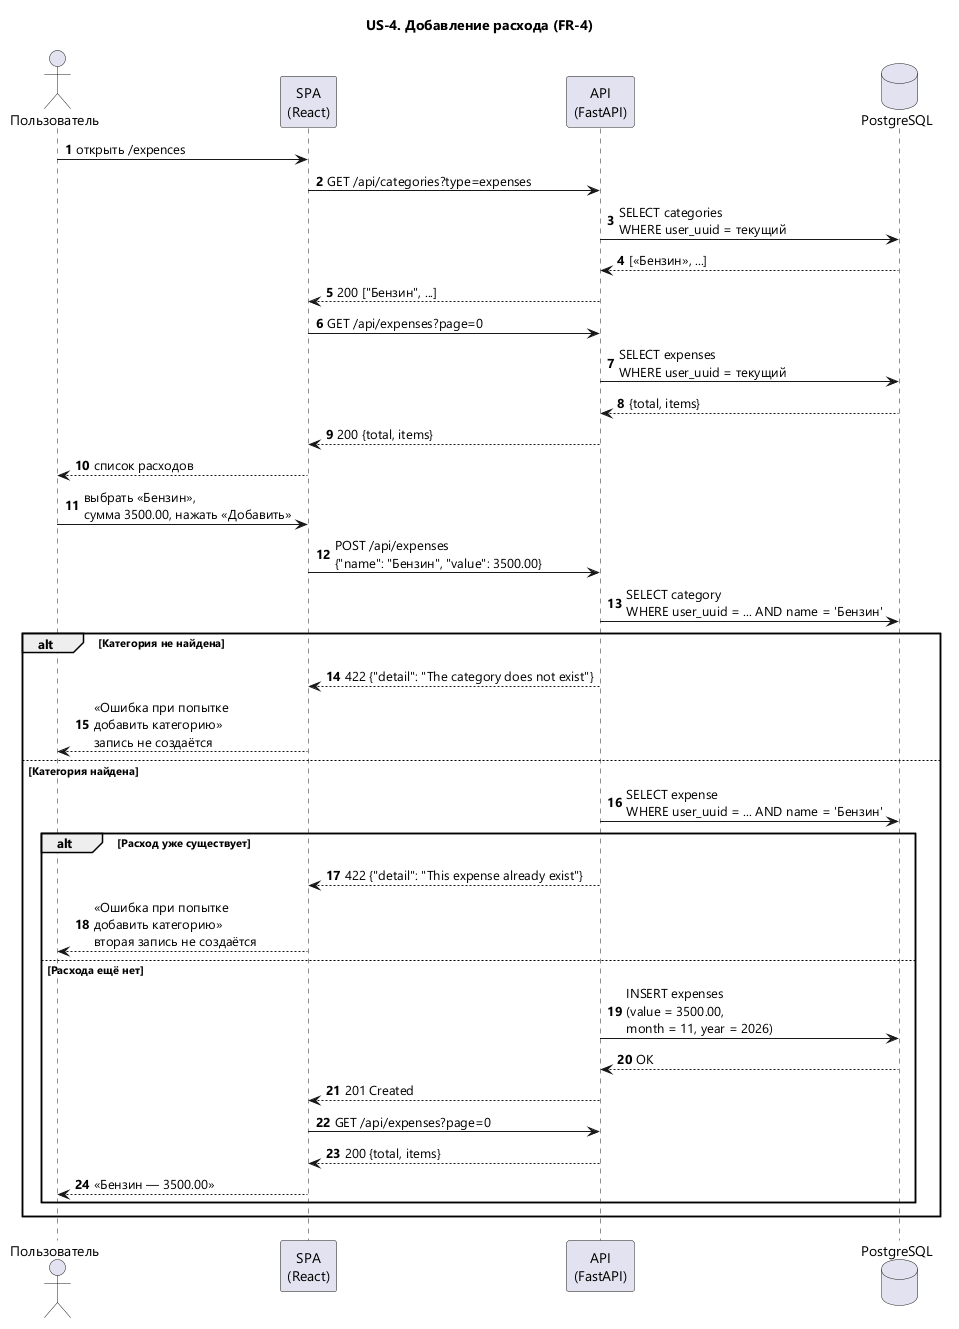 US-4. Добавление расхода (FR-4)
Пользователь
SPA
(React)
API
(FastAPI)
PostgreSQL
1 открыть /expences
2 GET /api/categories?type=expenses
3 SELECT categories
WHERE user_uuid = текущий
4 [«Бензин», ...]
5 200 ["Бензин", ...]
6 GET /api/expenses?page=0
7 SELECT expenses
WHERE user_uuid = текущий
8 {total, items}
9 200 {total, items}
10 список расходов
11 выбрать «Бензин»,
сумма 3500.00, нажать «Добавить»
12 POST /api/expenses
{"name": "Бензин", "value": 3500.00}
13 SELECT category
WHERE user_uuid = ... AND name = 'Бензин'
alt [Категория не найдена]
14 422 {"detail": "The category does not exist"}
15 «Ошибка при попытке
добавить категорию»
запись не создаётся
[Категория найдена]
16 SELECT expense
WHERE user_uuid = ... AND name = 'Бензин'
alt [Расход уже существует]
17 422 {"detail": "This expense already exist"}
18 «Ошибка при попытке
добавить категорию»
вторая запись не создаётся
[Расхода ещё нет]
19 INSERT expenses
(value = 3500.00,
month = 11, year = 2026)
20 OK
21 201 Created
22 GET /api/expenses?page=0
23 200 {total, items}
24 «Бензин — 3500.00»
Пользователь
SPA
(React)
API
(FastAPI)
PostgreSQL